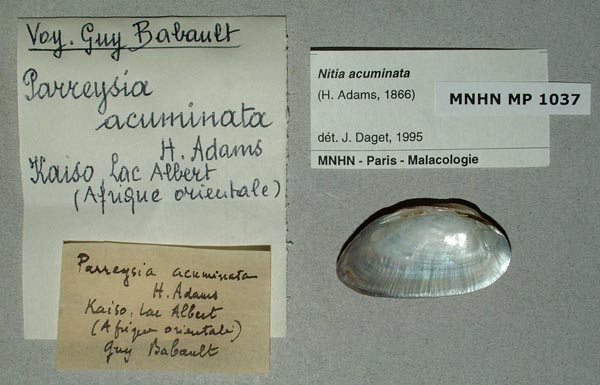 Voy. Guy Babault
Parreysia
acuminata
H. Adams
Kaiso, Lac Albert
(Afrique orientale)
Parreysia acuminata
H. Adams
Kaiso, Lac Albert
(Afrique orientale)
Guy Babault
Nitia acuminata
(H. Adams, 1866)
MNHN MP 1037
dét. J. Daget, 1995
MNHN - Paris - Malacologie